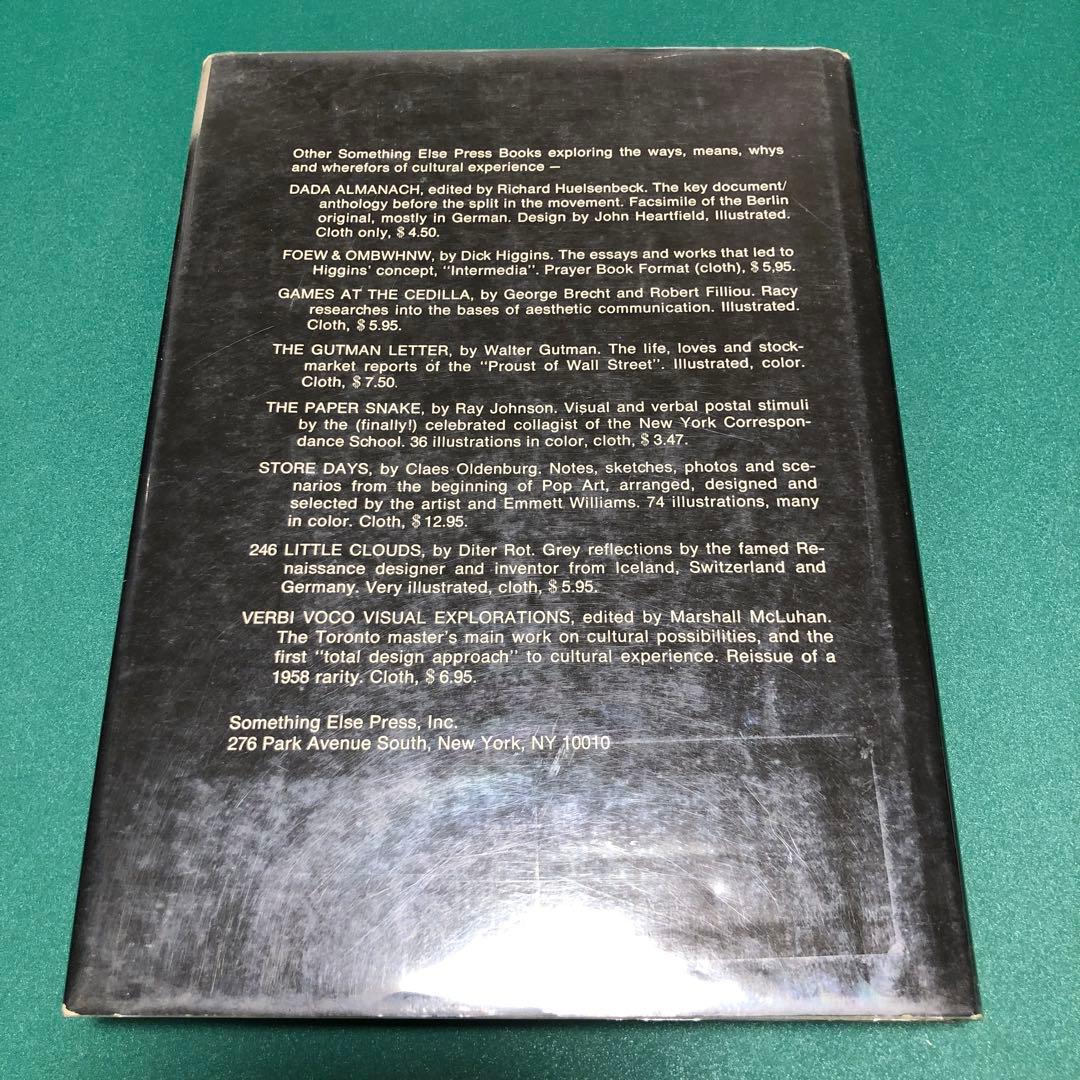 Other Something Else Press Books exploring the ways, means, whys
and wherefors of cultural experience —
DADA ALMANACH, edited by Richard Huelsenbeck. The key document/
anthology before the split in the movement. Facsimile of the Berlin
original, mostly in German. Design by John Heartfield, Illustrated.
Cloth only, $4.50.
FOEW & OMBWHNW, by Dick Higgins. The essays and works that led to
Higgins' concept, "Intermedia". Prayer Book Format (cloth), $5,95.
GAMES AT THE CEDILLA, by George Brecht and Robert Filliou. Racy
researches into the bases of aesthetic communication. Illustrated.
Cloth, $5.95.
THE GUTMAN LETTER, by Walter Gutman. The life, loves and stock-
market reports of the "Proust of Wall Street". Illustrated, color.
Cloth, $7.50.
THE PAPER SNAKE, by Ray Johnson. Visual and verbal postal stimuli
by the (finally!) celebrated collagist of the New York Correspon-
dance School. 36 illustrations in color, cloth, $3.47.
STORE DAYS, by Claes Oldenburg. Notes, sketches, photos and sce-
narios from the beginning of Pop Art, arranged, designed and
selected by the artist and Emmett Williams. 74 illustrations, many
in color. Cloth, $12.95.
246 LITTLE CLOUDS, by Diter Rot. Grey reflections by the famed Re-
naissance designer and inventor from Iceland, Switzerland and
Germany. Very illustrated, cloth, $5.95.
VERBI VOCO VISUAL EXPLORATIONS, edited by Marshall McLuhan.
The Toronto master's main work on cultural possibilities, and the
first "total design approach" to cultural experience. Reissue of a
1958 rarity. Cloth, $6.95.
Something Else Press, Inc.
276 Park Avenue South, New York, NY 10010